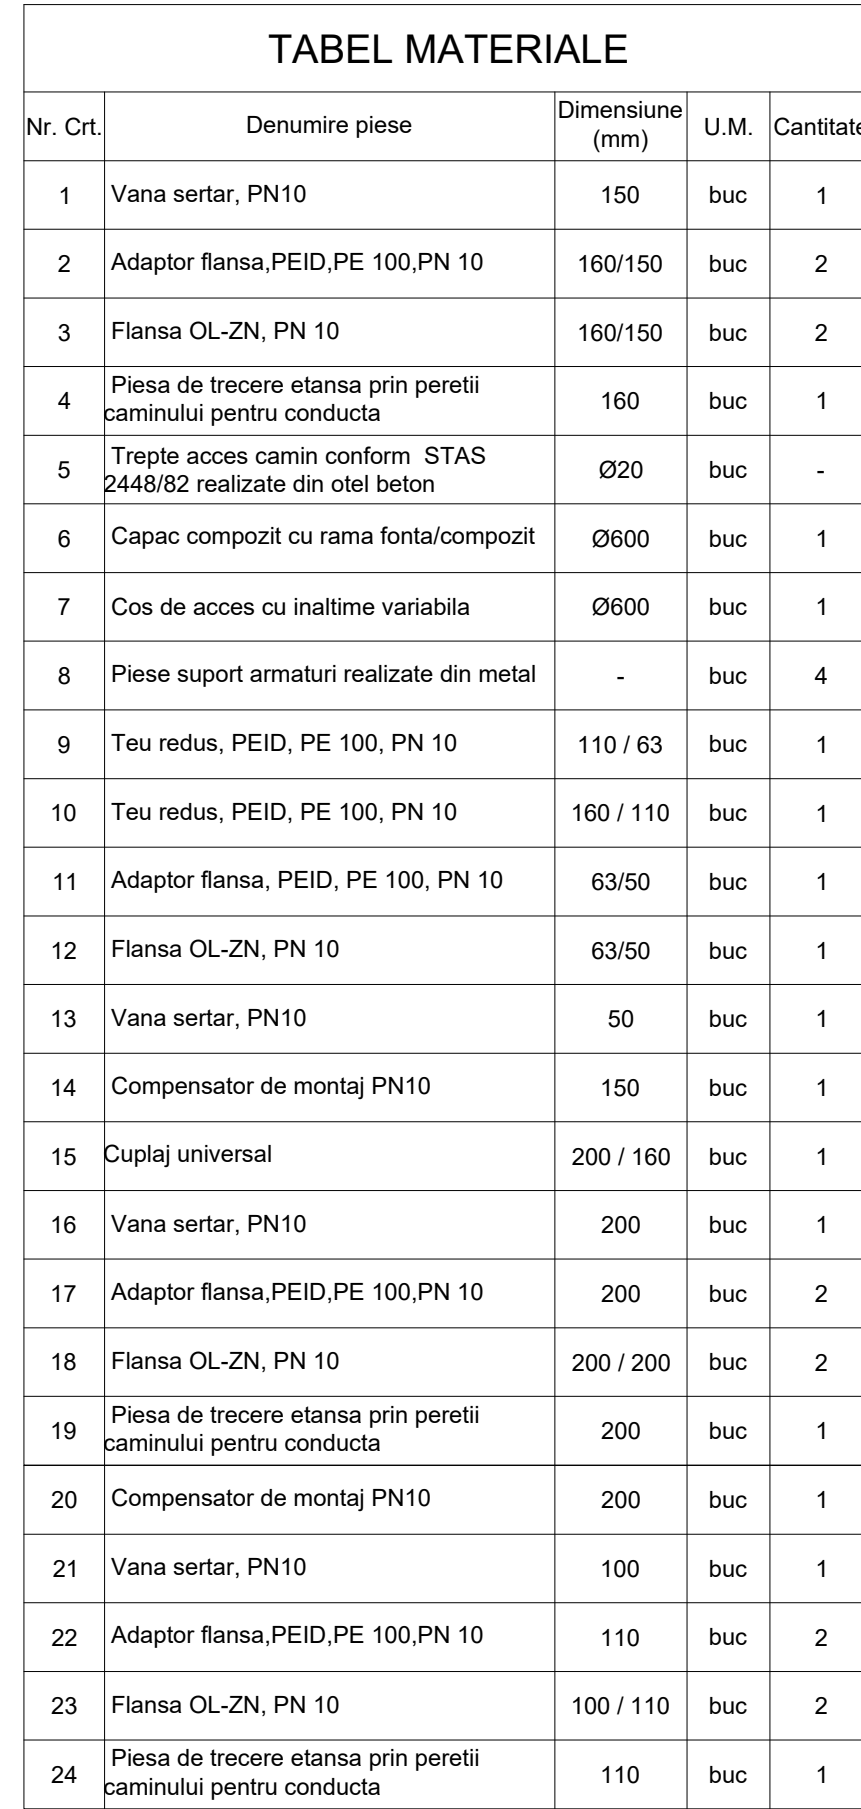 TABEL MATERIALE
Nr. Crt. Denumire piese Dimensiune (mm) U.M. Cantitate
1 Vana sertar, PN10 150 buc 1
2 Adaptor flansa,PEID,PE 100,PN 10 160/150 buc 2
3 Flansa OL-ZN, PN 10 160/150 buc 2
4 Piesa de trecere etansa prin peretii
caminului pentru conducta 160 buc 1
5 Trepte acces camin conform STAS
2448/82 realizate din otel beton Ø20 buc -
6 Capac compozit cu rama fonta/compozit Ø600 buc 1
7 Cos de acces cu inaltime variabila Ø600 buc 1
8 Piese suport armaturi realizate din metal - buc 4
9 Teu redus, PEID, PE 100, PN 10 110 / 63 buc 1
10 Teu redus, PEID, PE 100, PN 10 160 / 110 buc 1
11 Adaptor flansa, PEID, PE 100, PN 10 63/50 buc 1
12 Flansa OL-ZN, PN 10 63/50 buc 1
13 Vana sertar, PN10 50 buc 1
14 Compensator de montaj PN10 150 buc 1
15 Cuplaj universal 200 / 160 buc 1
16 Vana sertar, PN10 200 buc 1
17 Adaptor flansa,PEID,PE 100,PN 10 200 buc 2
18 Flansa OL-ZN, PN 10 200 / 200 buc 2
19 Piesa de trecere etansa prin peretii
caminului pentru conducta 200 buc 1
20 Compensator de montaj PN10 200 buc 1
21 Vana sertar, PN10 100 buc 1
22 Adaptor flansa,PEID,PE 100,PN 10 110 buc 2
23 Flansa OL-ZN, PN 10 100 / 110 buc 2
24 Piesa de trecere etansa prin peretii
caminului pentru conducta 110 buc 1